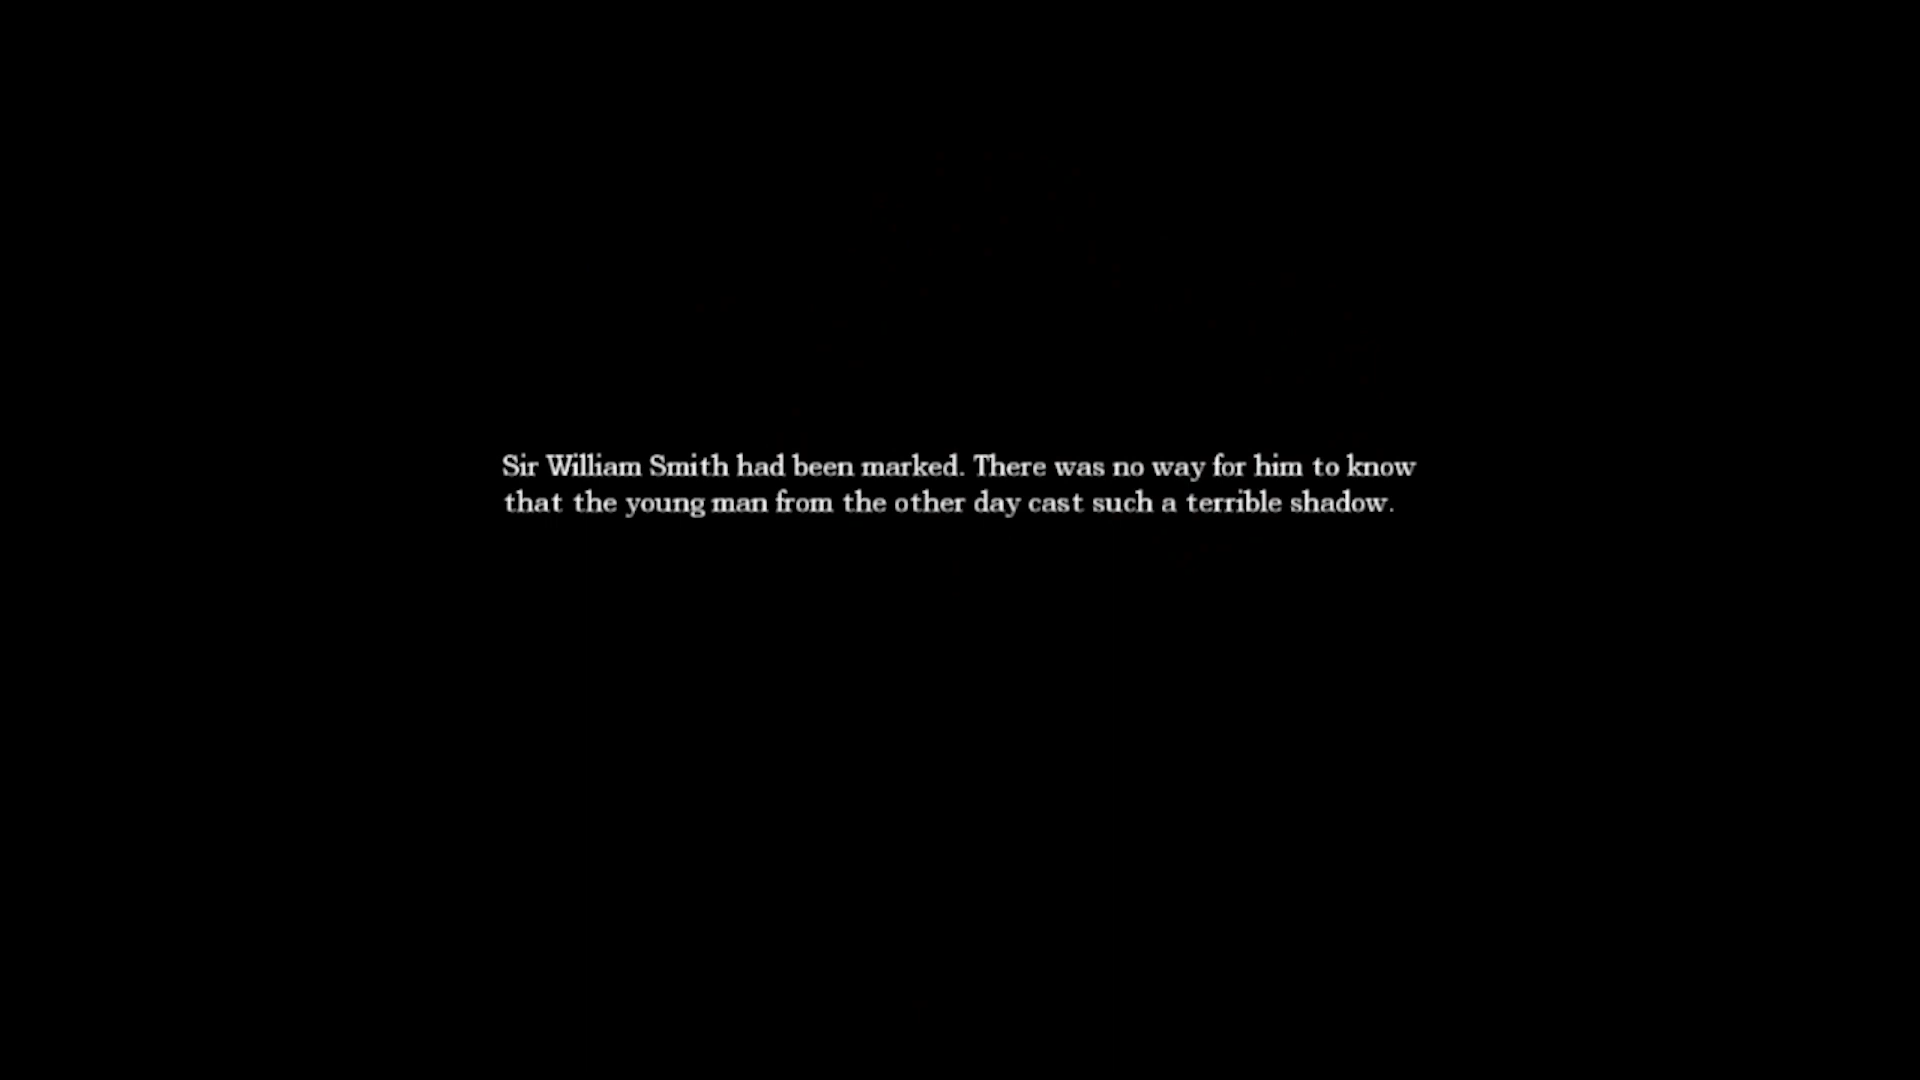 Sir William Smith had been marked. There was no way for him to know
that the young man from the other day cast such a terrible shadow.